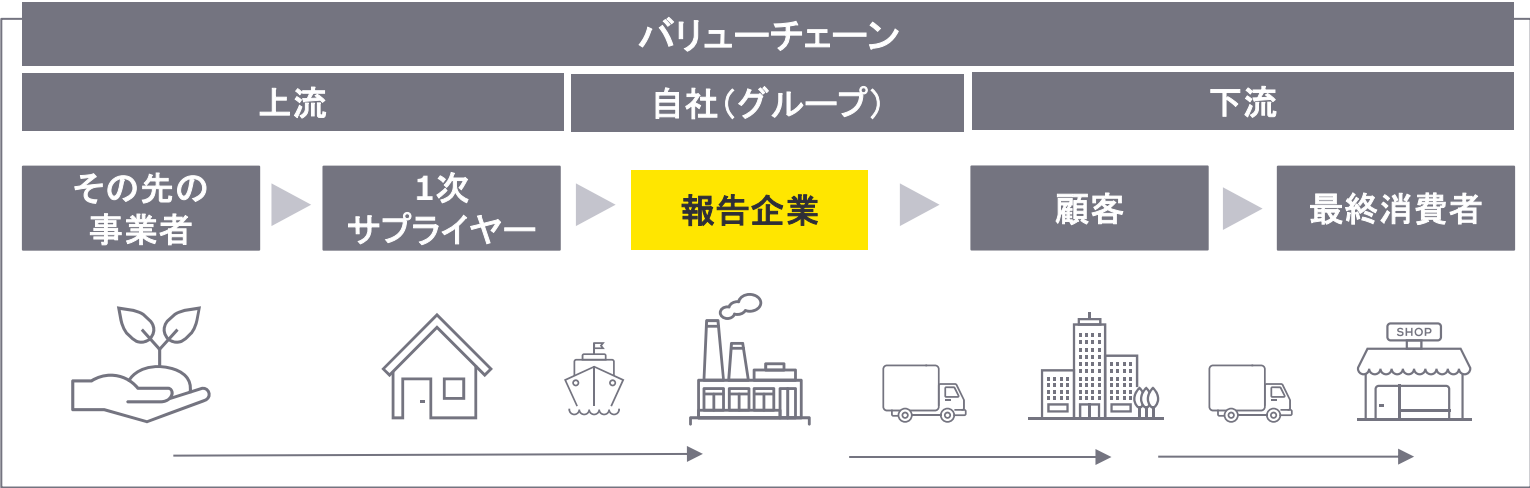 バリューチェーン
上流
自社(グループ)
下流
その先の
事業者
1次
サプライヤー
報告企業
顧客
最終消費者
SHOP